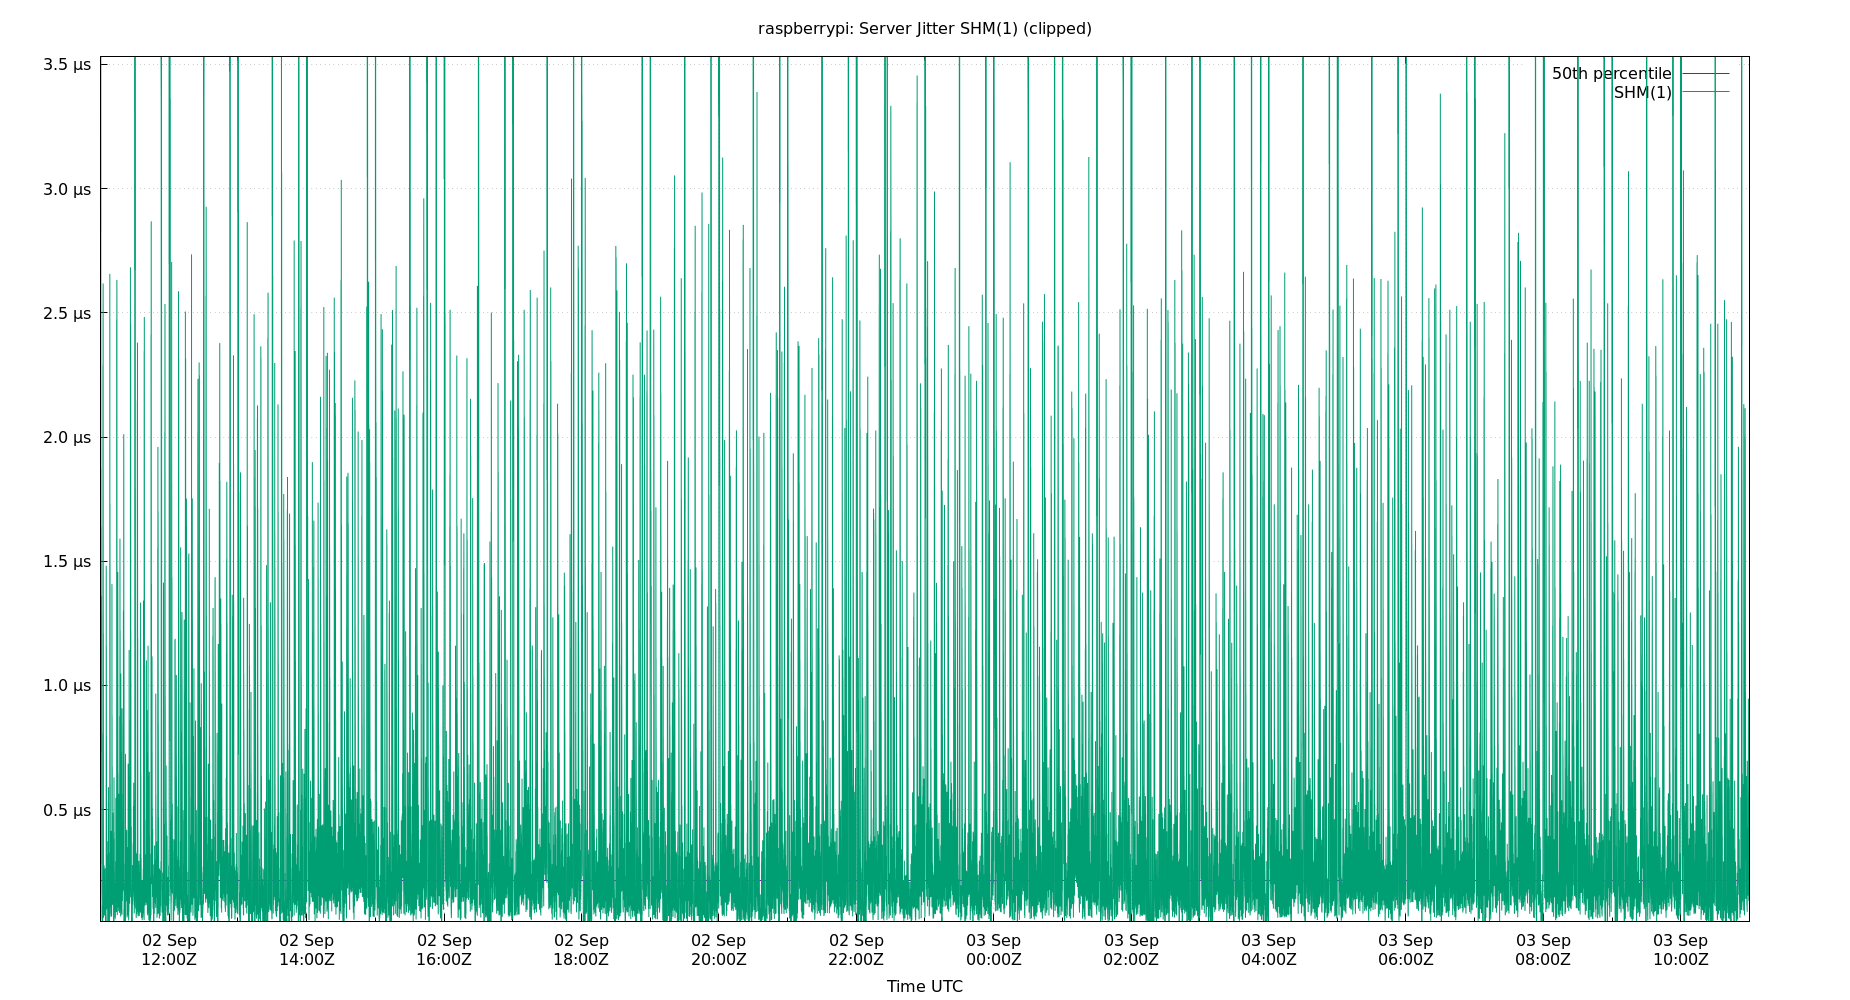 raspberrypi: Server Jitter SHM(1) (clipped)
3.5 µs
50th percentile
SHM(1)
3.0 µs
2.5 µs
2.0 µs
1.5 µs
1.0 µs
0.5 µs
02 Sep 02 Sep 02 Sep 02 Sep 02 Sep 02 Sep 03 Sep 03 Sep 03 Sep 03 Sep 03 Sep 03 Sep
12:00Z 14:00Z 16:00Z 18:00Z 20:00Z 22:00Z 00:00Z 02:00Z 04:00Z 06:00Z 08:00Z 10:00Z
Time UTC